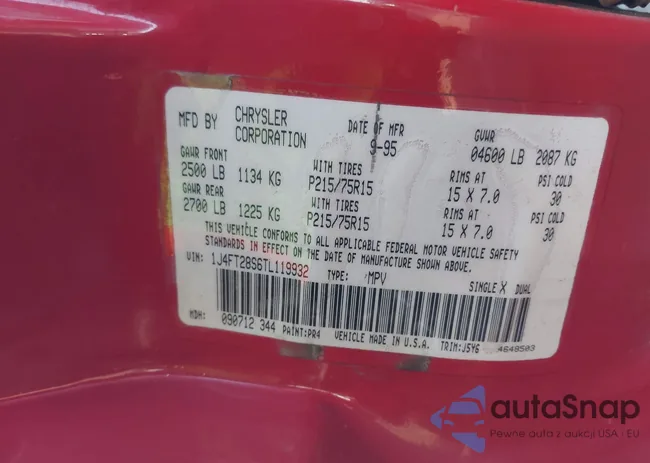 MFD BY CHRYSLER CORPORATION DATE OF MFR 9-95 GVWR 04600 LB 2087 KG
GAWR FRONT WITH TIRES RIMS AT PSI COLD
2500 LB 1134 KG P215/75R15 15 X 7.0 30
GAWR REAR WITH TIRES RIMS AT PSI COLD
2700 LB 1225 KG P215/75R15 15 X 7.0 30
THIS VEHICLE CONFORMS TO ALL APPLICABLE FEDERAL MOTOR VEHICLE SAFETY
STANDARDS IN EFFECT ON THE DATE OF MANUFACTURE SHOWN ABOVE.
VIN: 1J4FT28S6TL119932 TYPE: MPV SINGLE X DUAL
MDH: 090712 344 PAINT:PR4 VEHICLE MADE IN U.S.A. TRIM:J5Y6 4648503
autaSnap
Pewne auta z aukcji USA · EU